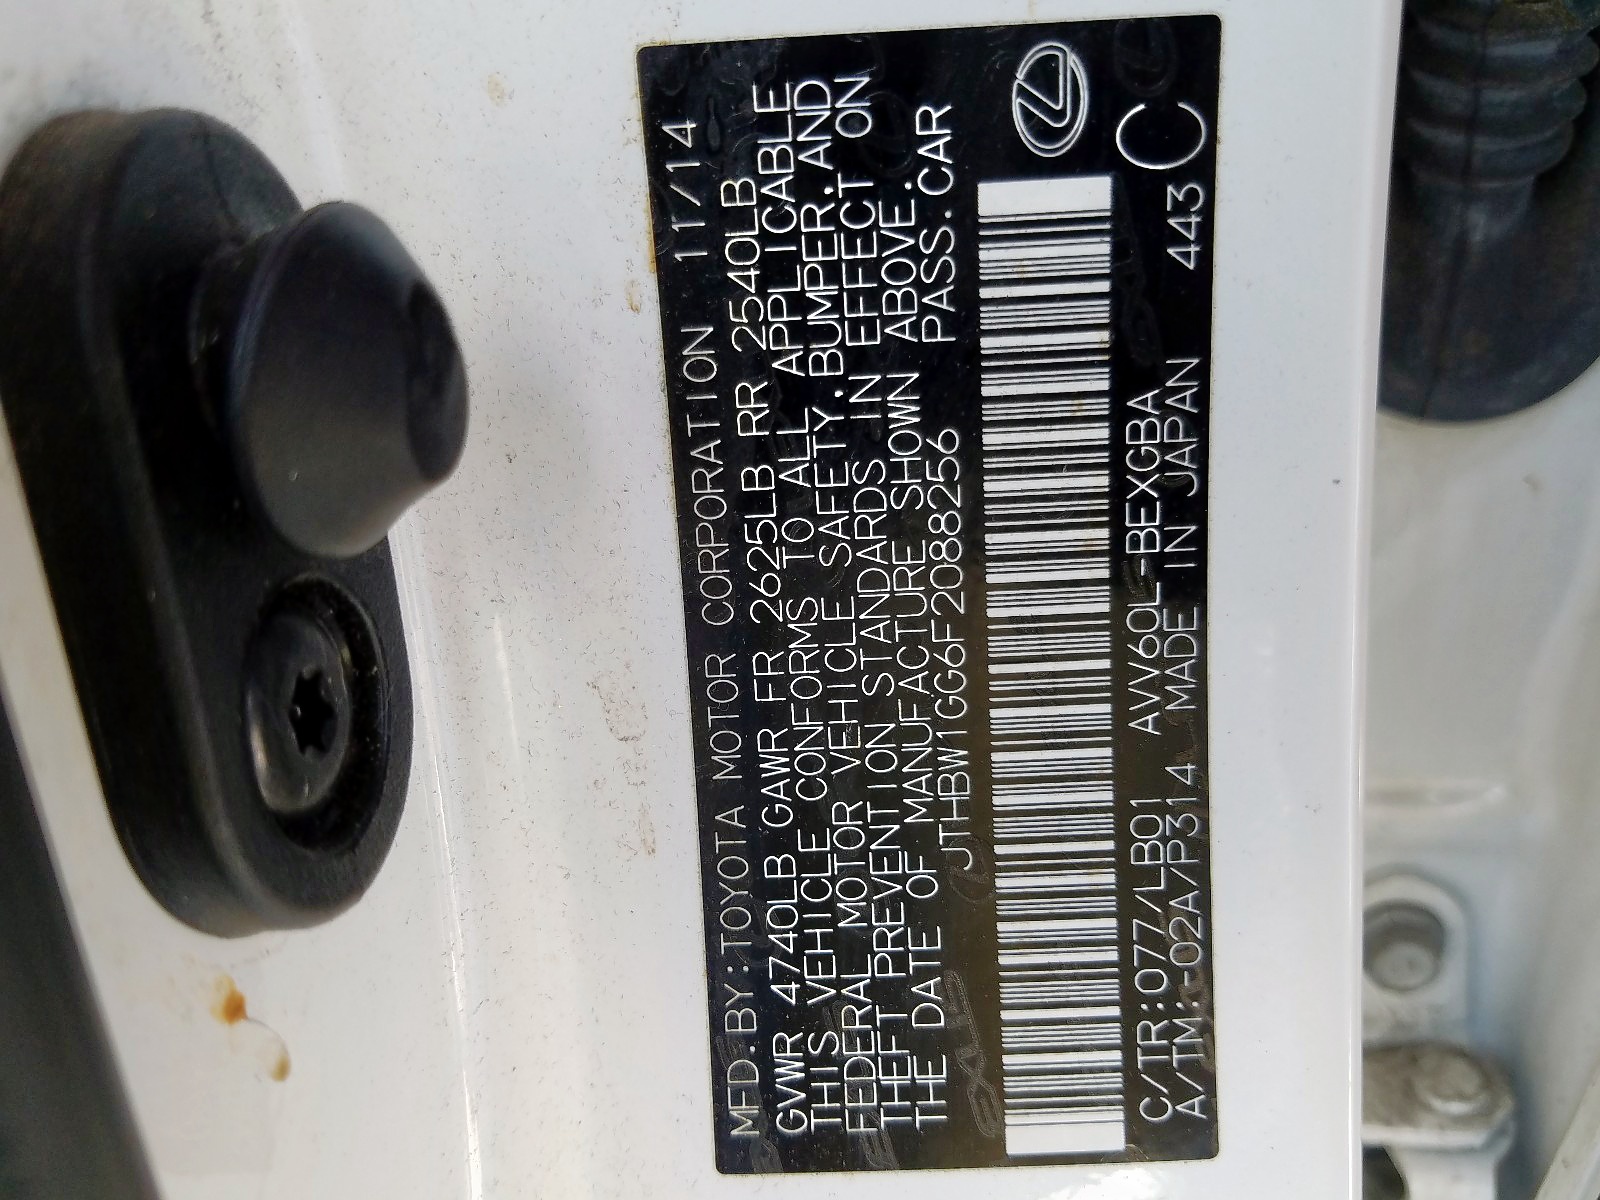 MFD.BY:TOYOTA MOTOR CORPORATION 11/14
GVWR 4740LB GAWR FR 2625LB RR 2540LB
THIS VEHICLE CONFORMS TO ALL APPLICABLE
FEDERAL MOTOR VEHICLE SAFETY,BUMPER,AND
THEFT PREVENTION STANDARDS IN EFFECT ON
THE DATE OF MANUFACTURE SHOWN ABOVE.
JTHBW1GG6F2088256 PASS.CAR
C/TR:077/LB01 AVV60L-BEXGBA 443 C
A/TM:-02A/P314 MADE IN JAPAN